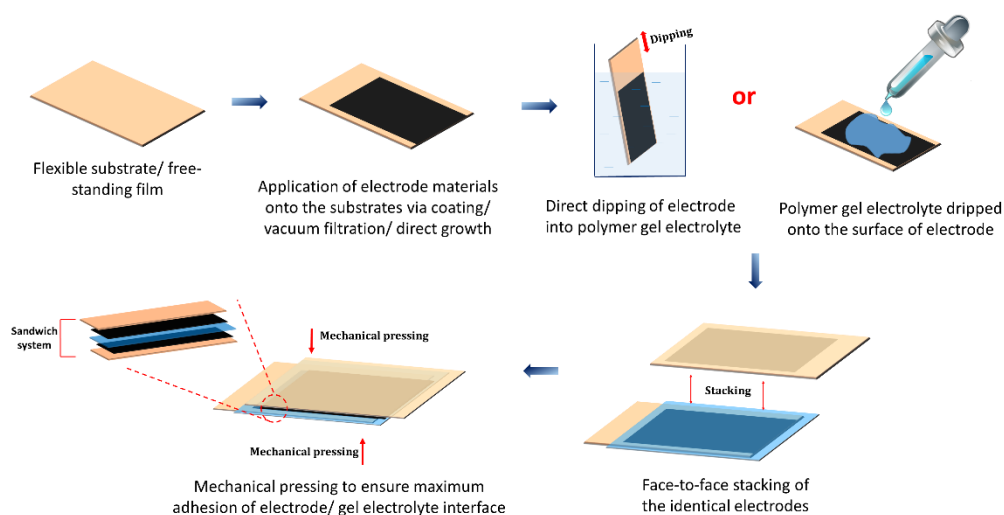 Flexible substrate/ free-
standing film
Application of electrode materials
onto the substrates via coating/
vacuum filtration/ direct growth
Dipping
Direct dipping of electrode
into polymer gel electrolyte
or
Polymer gel electrolyte dripped
onto the surface of electrode
Stacking
Face-to-face stacking of
the identical electrodes
Mechanical pressing
Mechanical pressing
Mechanical pressing to ensure maximum
adhesion of electrode/ gel electrolyte interface
Sandwich
system